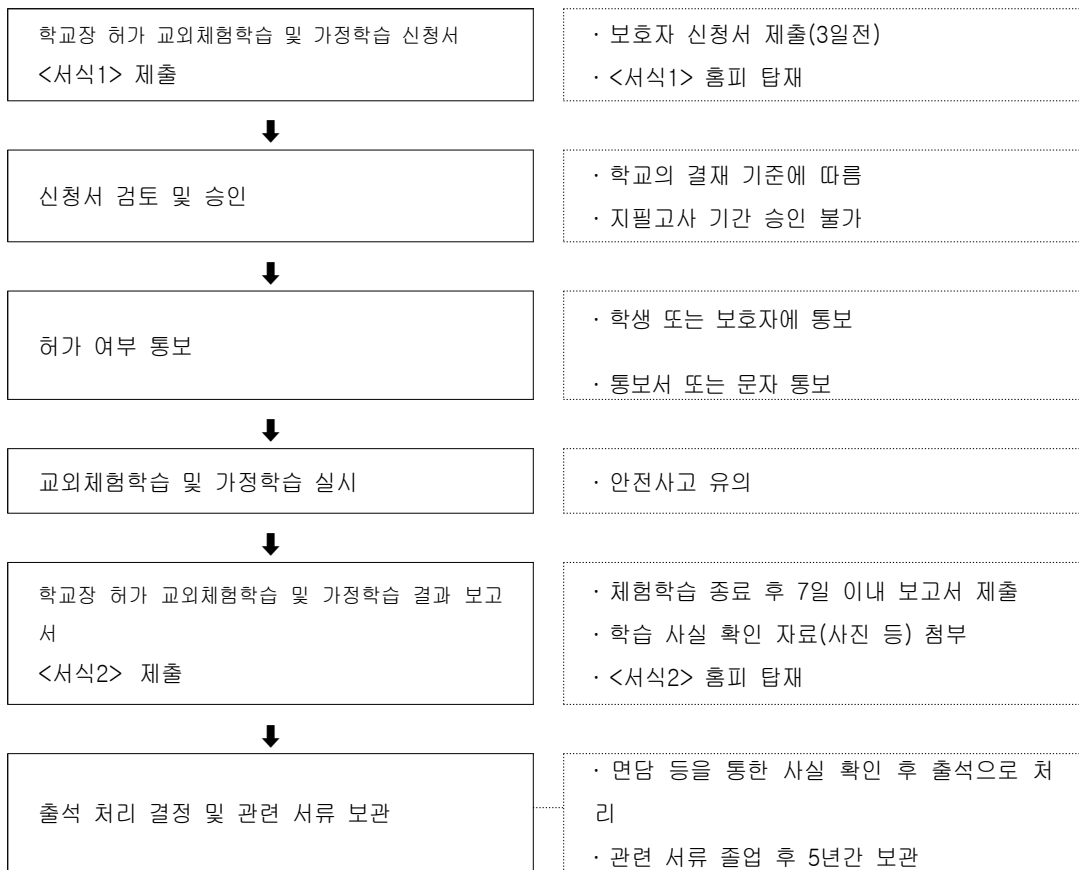 학교장 허가 교외체험학습 및 가정학습 신청서
<서식1> 제출
· 보호자 신청서 제출(3일전)
· <서식1> 홈피 탑재
⬇
신청서 검토 및 승인
· 학교의 결재 기준에 따름
· 지필고사 기간 승인 불가
⬇
허가 여부 통보
· 학생 또는 보호자에 통보
· 통보서 또는 문자 통보
⬇
교외체험학습 및 가정학습 실시
· 안전사고 유의
⬇
학교장 허가 교외체험학습 및 가정학습 결과 보고
서
<서식2> 제출
· 체험학습 종료 후 7일 이내 보고서 제출
· 학습 사실 확인 자료(사진 등) 첨부
· <서식2> 홈피 탑재
⬇
출석 처리 결정 및 관련 서류 보관
· 면담 등을 통한 사실 확인 후 출석으로 처
리
· 관련 서류 졸업 후 5년간 보관